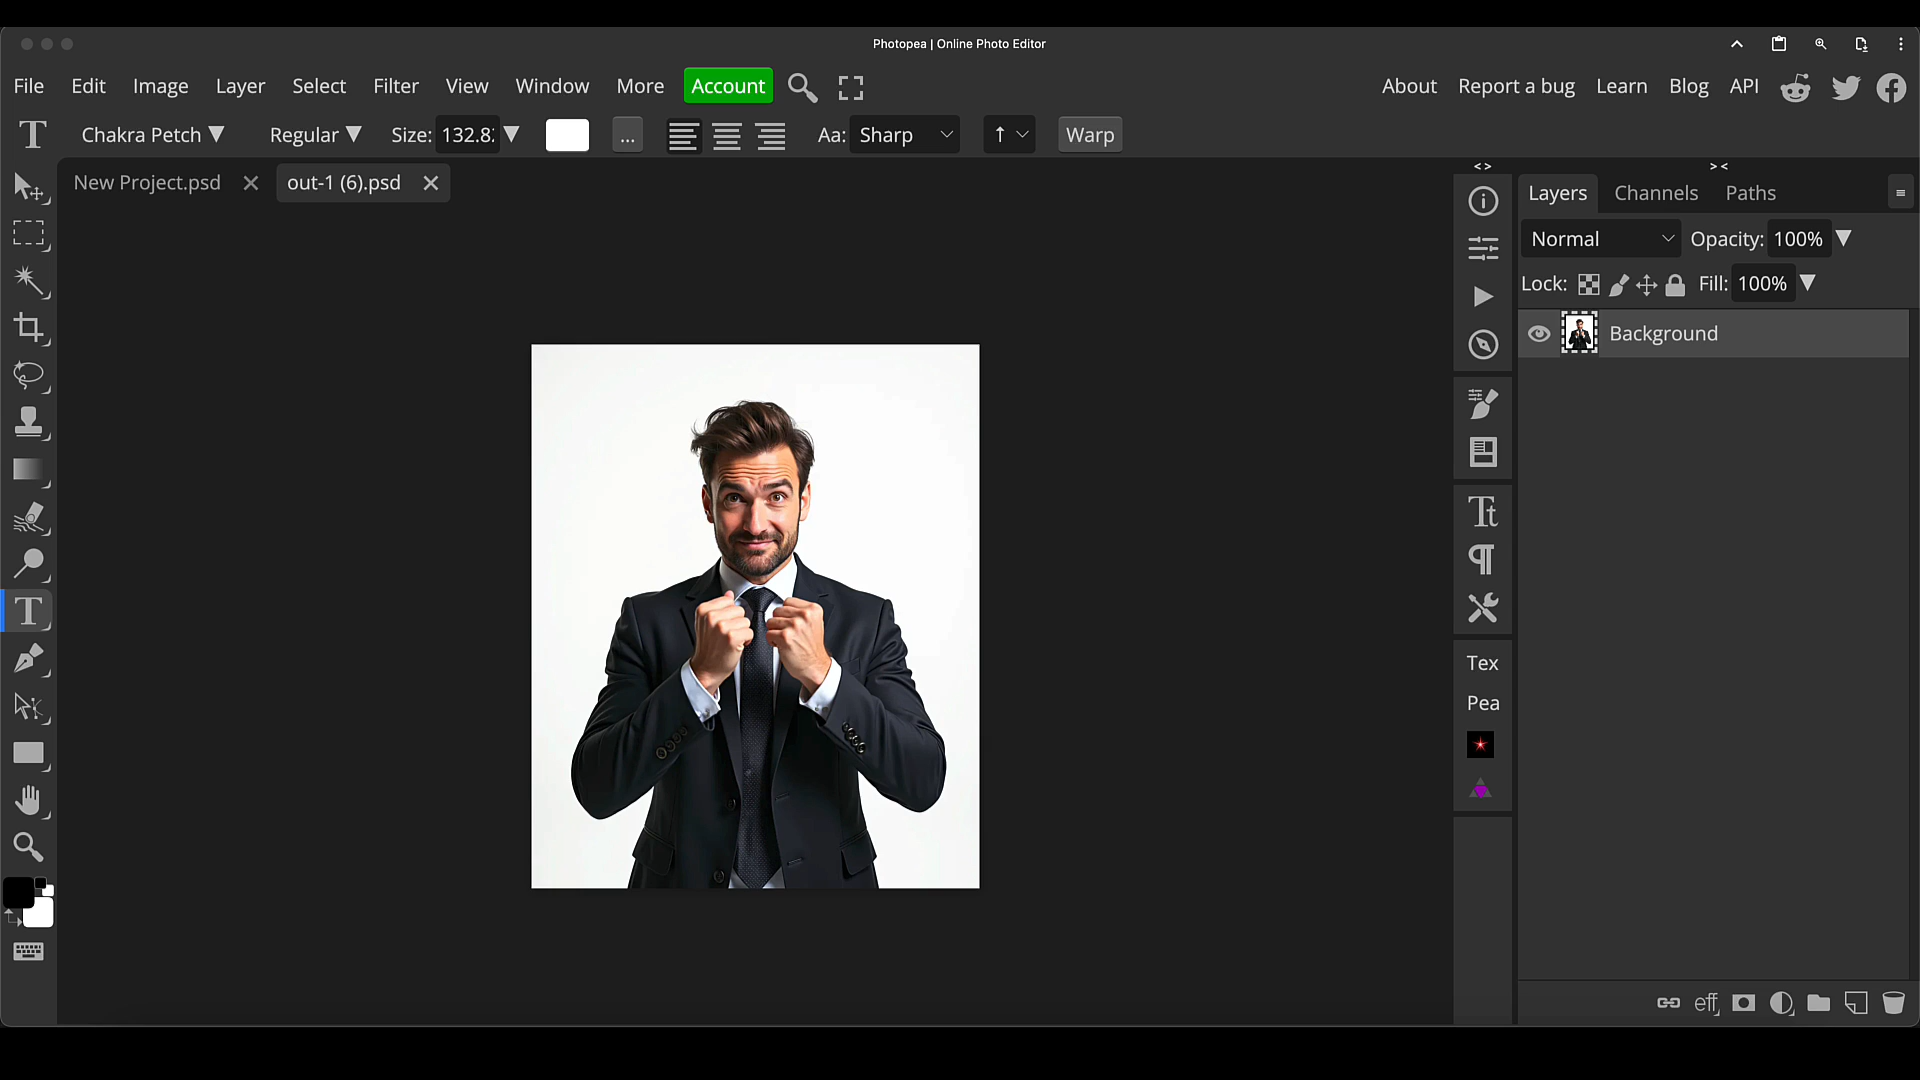 Photopea | Online Photo Editor
File Edit Image Layer Select Filter View Window More Account About Report a bug Learn Blog API
T Chakra Petch Regular Size: 132.8 ... Aa: Sharp Warp
New Project.psd out-1 (6).psd
Layers Channels Paths
Normal Opacity: 100%
Lock: Fill: 100%
Background
Tt
T
Tex
Pea
eff